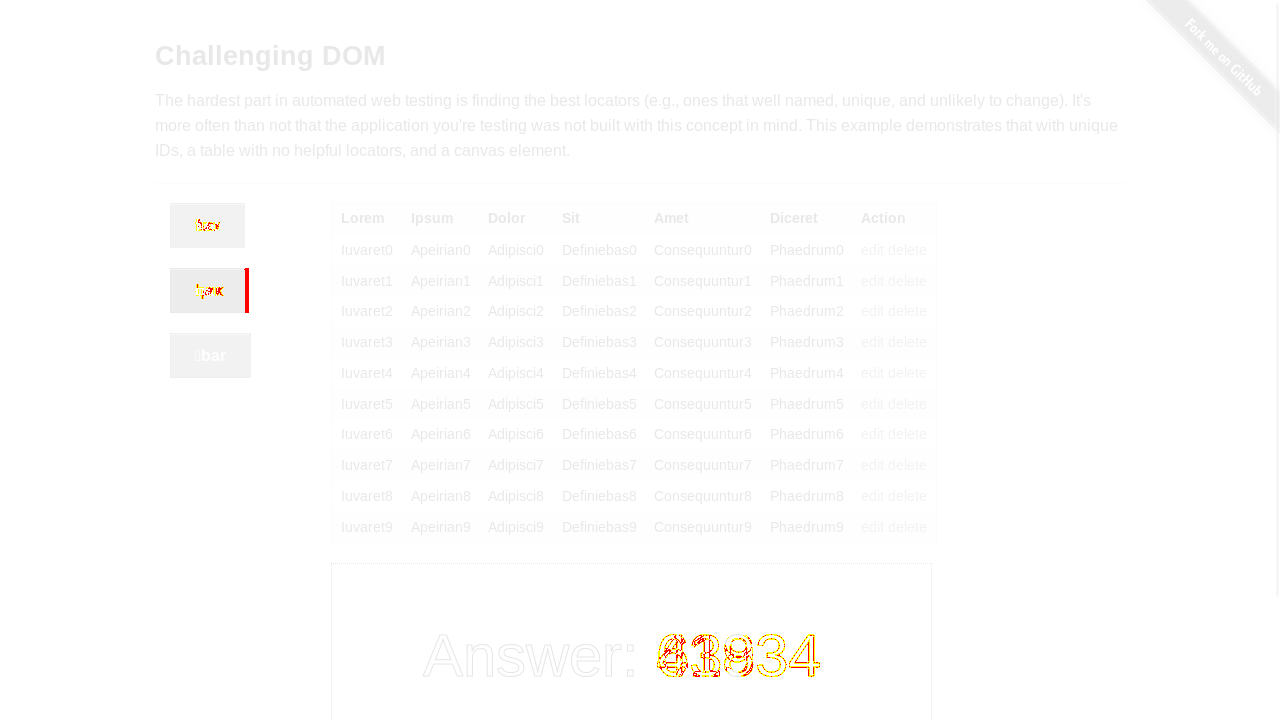 Fork me on GitHub
Challenging DOM
The hardest part in automated web testing is finding the best locators (e.g., ones that well named, unique, and unlikely to change). It's
more often than not that the application you're testing was not built with this concept in mind. This example demonstrates that with unique
IDs, a table with no helpful locators, and a canvas element.
bar
Lorem Ipsum Dolor Sit Amet Diceret Action
Iuvaret0 Apeirian0 Adipisci0 Definiebas0 Consequuntur0 Phaedrum0 edit delete
Iuvaret1 Apeirian1 Adipisci1 Definiebas1 Consequuntur1 Phaedrum1 edit delete
Iuvaret2 Apeirian2 Adipisci2 Definiebas2 Consequuntur2 Phaedrum2 edit delete
Iuvaret3 Apeirian3 Adipisci3 Definiebas3 Consequuntur3 Phaedrum3 edit delete
Iuvaret4 Apeirian4 Adipisci4 Definiebas4 Consequuntur4 Phaedrum4 edit delete
Iuvaret5 Apeirian5 Adipisci5 Definiebas5 Consequuntur5 Phaedrum5 edit delete
Iuvaret6 Apeirian6 Adipisci6 Definiebas6 Consequuntur6 Phaedrum6 edit delete
Iuvaret7 Apeirian7 Adipisci7 Definiebas7 Consequuntur7 Phaedrum7 edit delete
Iuvaret8 Apeirian8 Adipisci8 Definiebas8 Consequuntur8 Phaedrum8 edit delete
Iuvaret9 Apeirian9 Adipisci9 Definiebas9 Consequuntur9 Phaedrum9 edit delete
Answer: